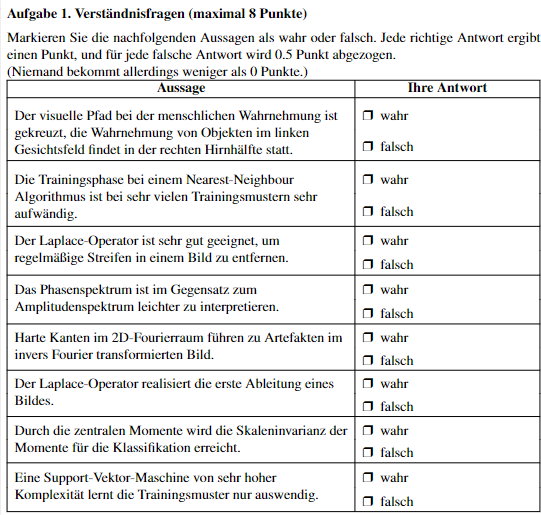 Aufgabe 1. Verständnisfragen (maximal 8 Punkte)
Markieren Sie die nachfolgenden Aussagen als wahr oder falsch. Jede richtige Antwort ergibt
einen Punkt, und für jede falsche Antwort wird 0.5 Punkt abgezogen.
(Niemand bekommt allerdings weniger als 0 Punkte.)
Aussage Ihre Antwort
Der visuelle Pfad bei der menschlichen Wahrnehmung ist
gekreuzt, die Wahrnehmung von Objekten im linken
Gesichtsfeld findet in der rechten Hirnhälfte statt.
❒ wahr
❒ falsch
Die Trainingsphase bei einem Nearest-Neighbour
Algorithmus ist bei sehr vielen Trainingsmustern sehr
aufwändig.
❒ wahr
❒ falsch
Der Laplace-Operator ist sehr gut geeignet, um
regelmäßige Streifen in einem Bild zu entfernen.
❒ wahr
❒ falsch
Das Phasenspektrum ist im Gegensatz zum
Amplitudenspektrum leichter zu interpretieren.
❒ wahr
❒ falsch
Harte Kanten im 2D-Fourierraum führen zu Artefakten im
invers Fourier transformierten Bild.
❒ wahr
❒ falsch
Der Laplace-Operator realisiert die erste Ableitung eines
Bildes.
❒ wahr
❒ falsch
Durch die zentralen Momente wird die Skaleninvarianz der
Momente für die Klassifikation erreicht.
❒ wahr
❒ falsch
Eine Support-Vektor-Maschine von sehr hoher
Komplexität lernt die Trainingsmuster nur auswendig.
❒ wahr
❒ falsch